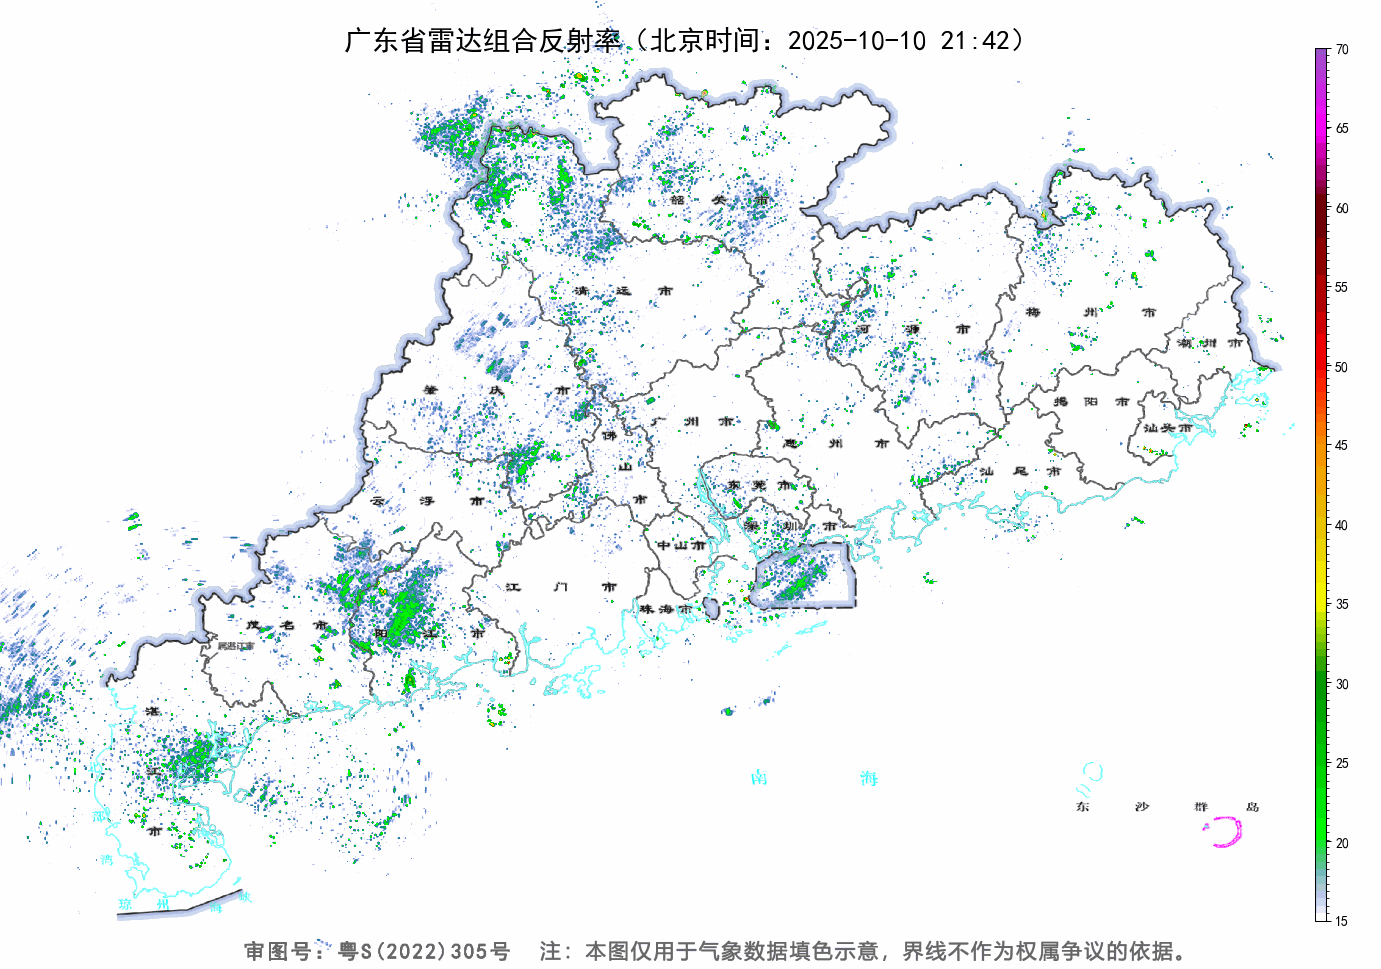 广东省雷达组合反射率（北京时间：2025-10-10 21:42）
70
65
60
55
50
45
40
35
30
25
20
15
韶关市
清远市
河源市
梅州市
潮州市
肇庆市
揭阳市
汕头市
广州市
佛山市
惠州市
汕尾市
云浮市
东莞市
深圳市
中山市
江门市
珠海市
茂名市
阳江市
属湛江市
湛江市
南海
东沙群岛
湾
琼州海峡
审图号：粤S(2022)305号 注：本图仅用于气象数据填色示意，界线不作为权属争议的依据。